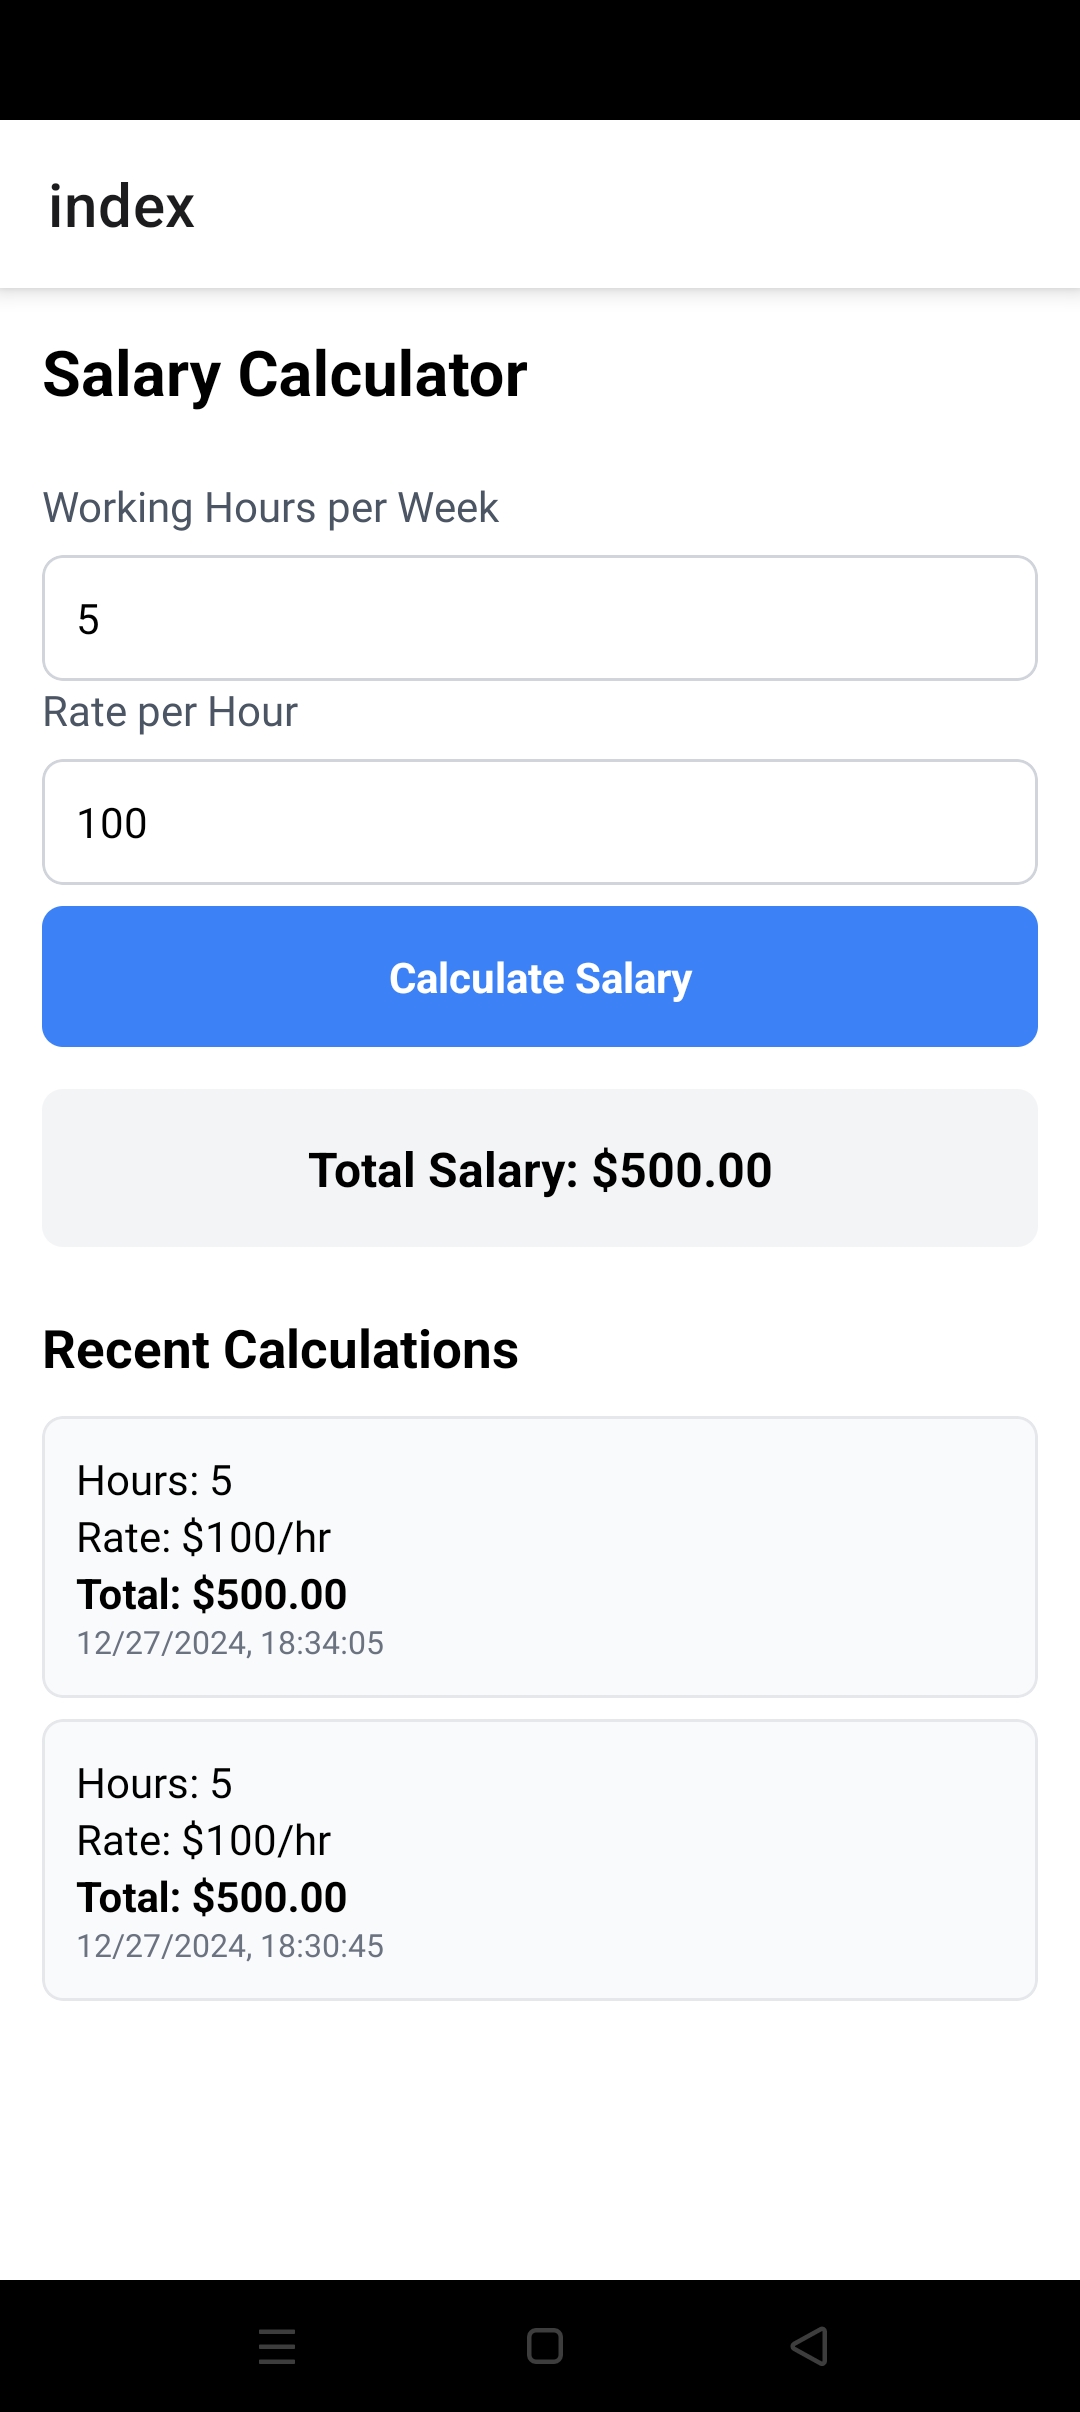 index
Salary Calculator
Working Hours per Week
5
Rate per Hour
100
Calculate Salary
Total Salary: $500.00
Recent Calculations
Hours: 5
Rate: $100/hr
Total: $500.00
12/27/2024, 18:34:05
Hours: 5
Rate: $100/hr
Total: $500.00
12/27/2024, 18:30:45